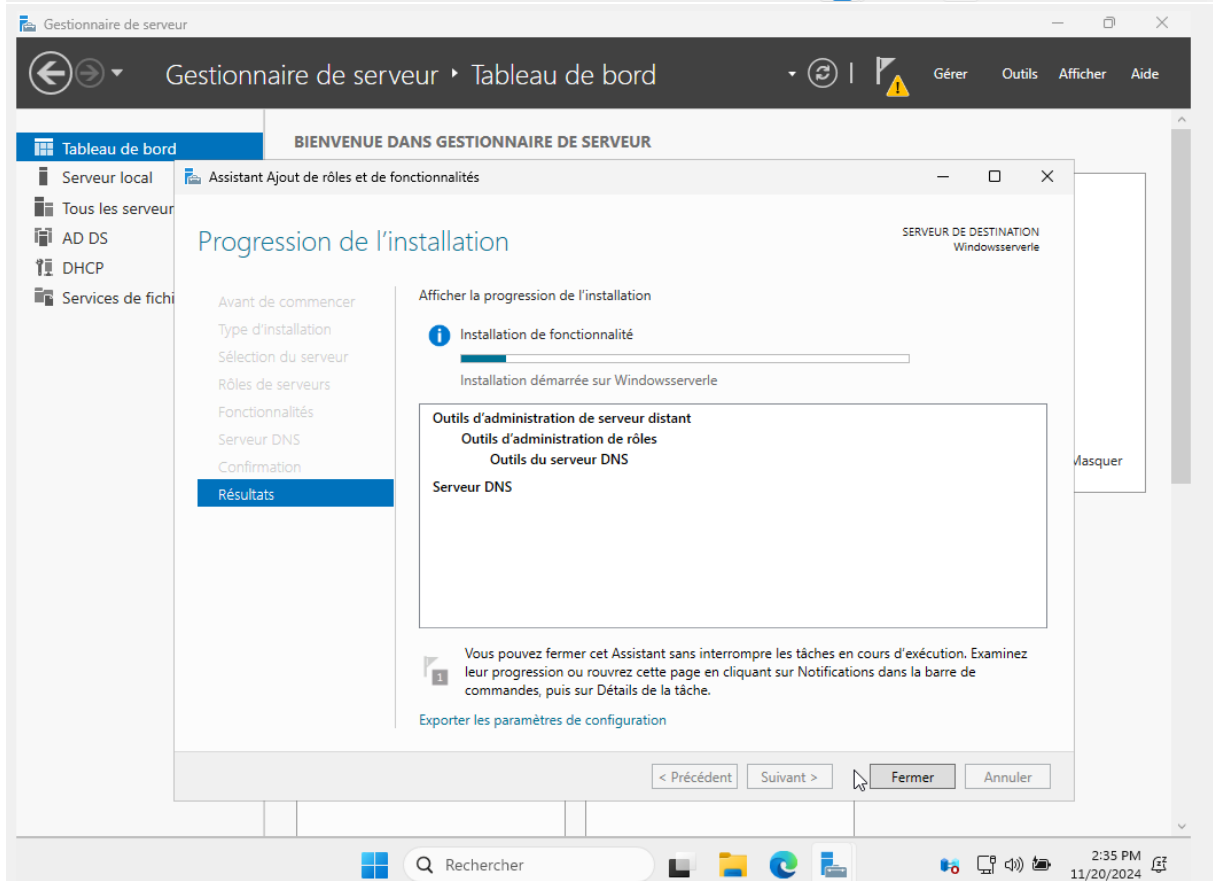 Gestionnaire de serveur
Gestionnaire de serveur • Tableau de bord
Gérer Outils Afficher Aide
Tableau de bord
Serveur local
Tous les serveur
AD DS
DHCP
Services de fichi
BIENVENUE DANS GESTIONNAIRE DE SERVEUR
Assistant Ajout de rôles et de fonctionnalités
Progression de l'installation
SERVEUR DE DESTINATION
Windowsserverle
Avant de commencer
Type d'installation
Sélection du serveur
Rôles de serveurs
Fonctionnalités
Serveur DNS
Confirmation
Résultats
Afficher la progression de l'installation
Installation de fonctionnalité
Installation démarrée sur Windowsserverle
Outils d'administration de serveur distant
Outils d'administration de rôles
Outils du serveur DNS
Serveur DNS
Masquer
1
Vous pouvez fermer cet Assistant sans interrompre les tâches en cours d'exécution. Examinez
leur progression ou rouvrez cette page en cliquant sur Notifications dans la barre de
commandes, puis sur Détails de la tâche.
Exporter les paramètres de configuration
< Précédent Suivant > Fermer Annuler
Rechercher
2:35 PM
11/20/2024